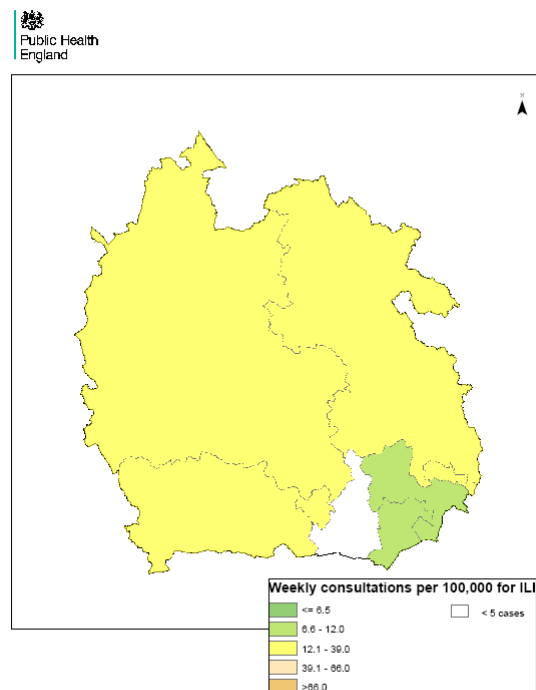 Public Health
England
N
Weekly consultations per 100,000 for ILI
<= 6.5
< 5 cases
6.6 - 12.0
12.1 - 39.0
39.1 - 66.0
>66.0